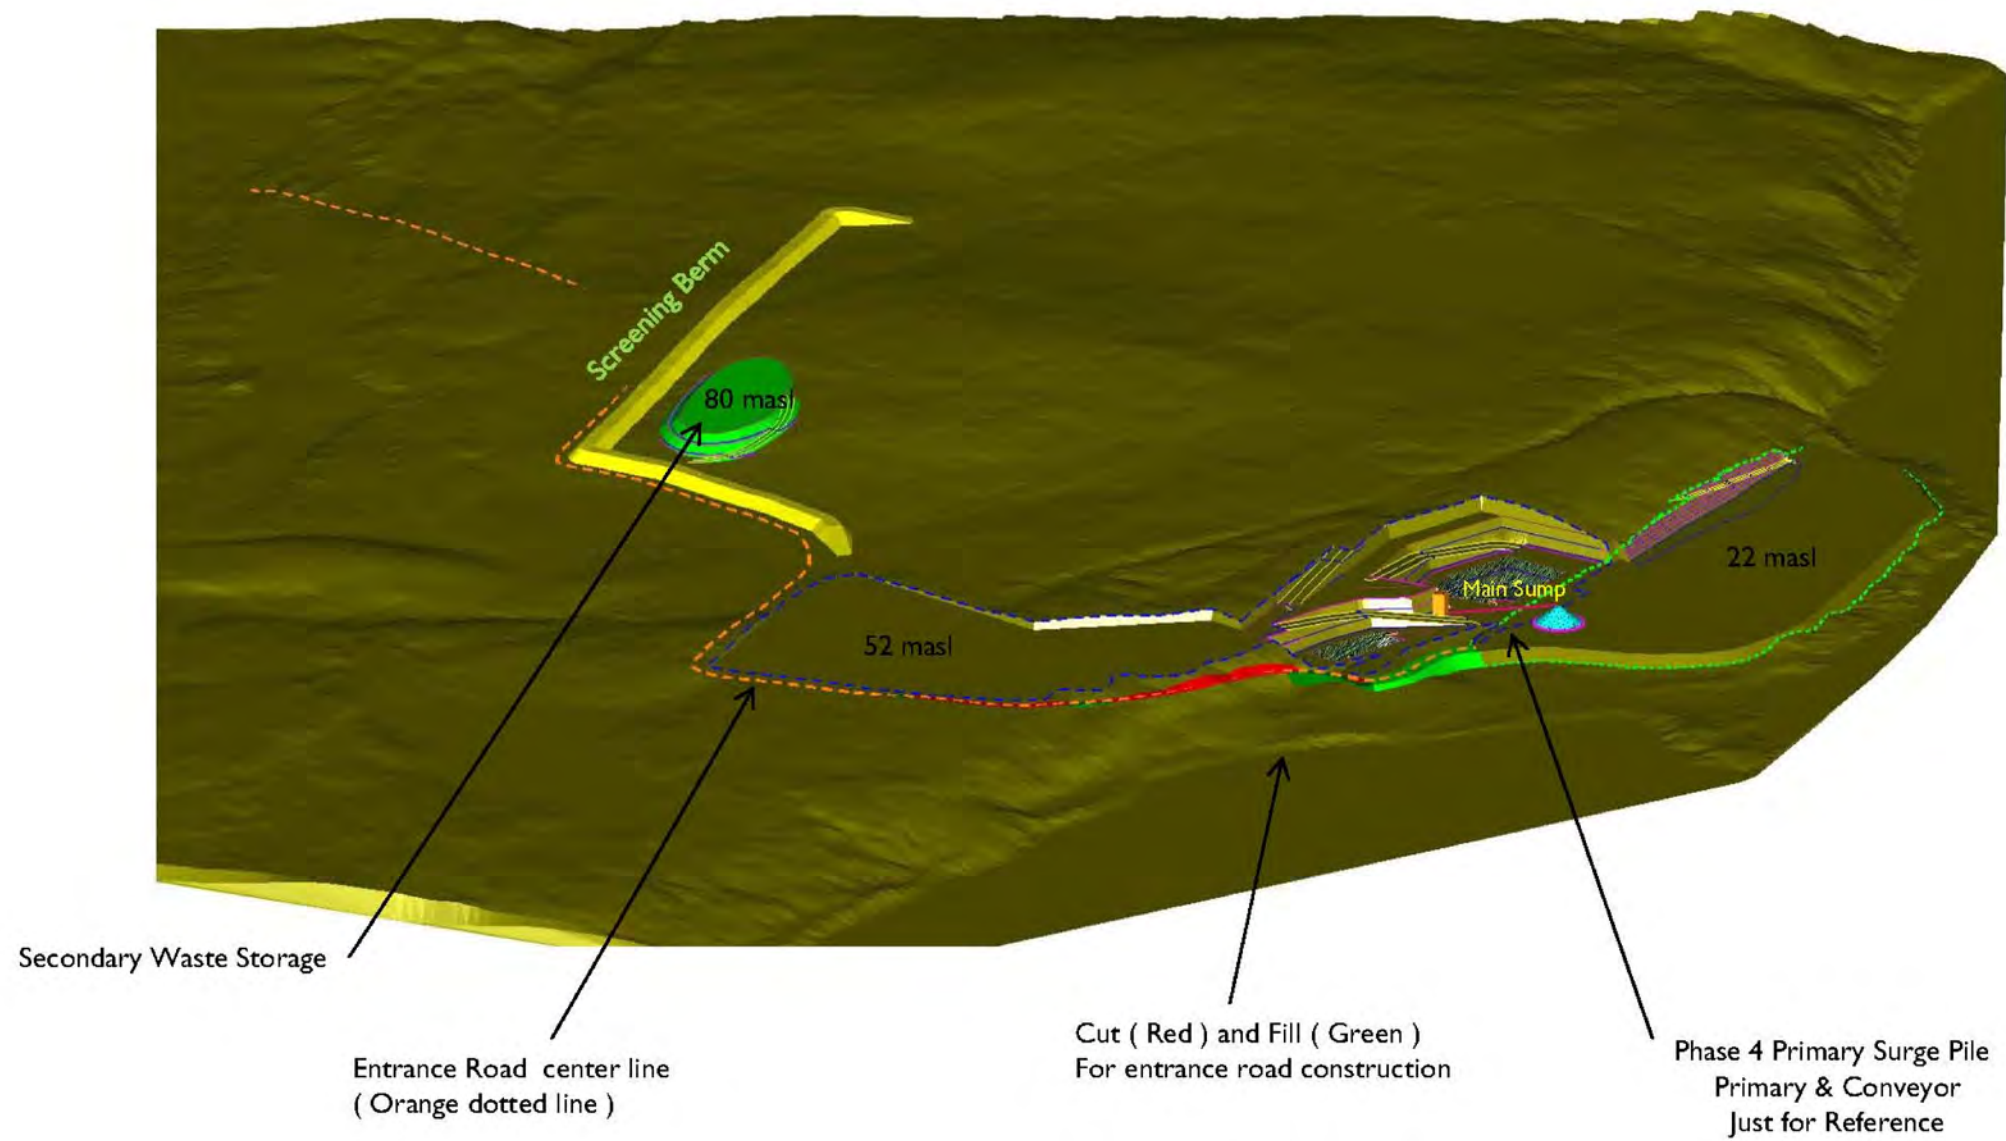 Screening Berm
80 masl
Main Sump
22 masl
52 masl
Secondary Waste Storage
Entrance Road center line
( Orange dotted line )
Cut ( Red ) and Fill ( Green )
For entrance road construction
Phase 4 Primary Surge Pile
Primary & Conveyor
Just for Reference